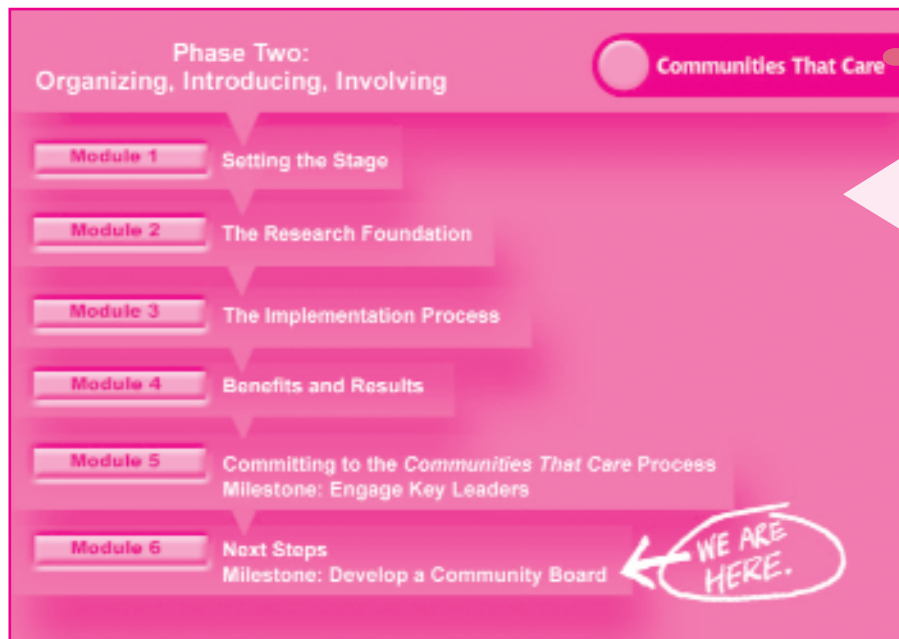 Phase Two:
Organizing, Introducing, Involving
Communities That Care
Module 1
Setting the Stage
Module 2
The Research Foundation
Module 3
The Implementation Process
Module 4
Benefits and Results
Module 5
Committing to the Communities That Care Process
Milestone: Engage Key Leaders
Module 6
Next Steps
Milestone: Develop a Community Board
WE ARE
HERE.